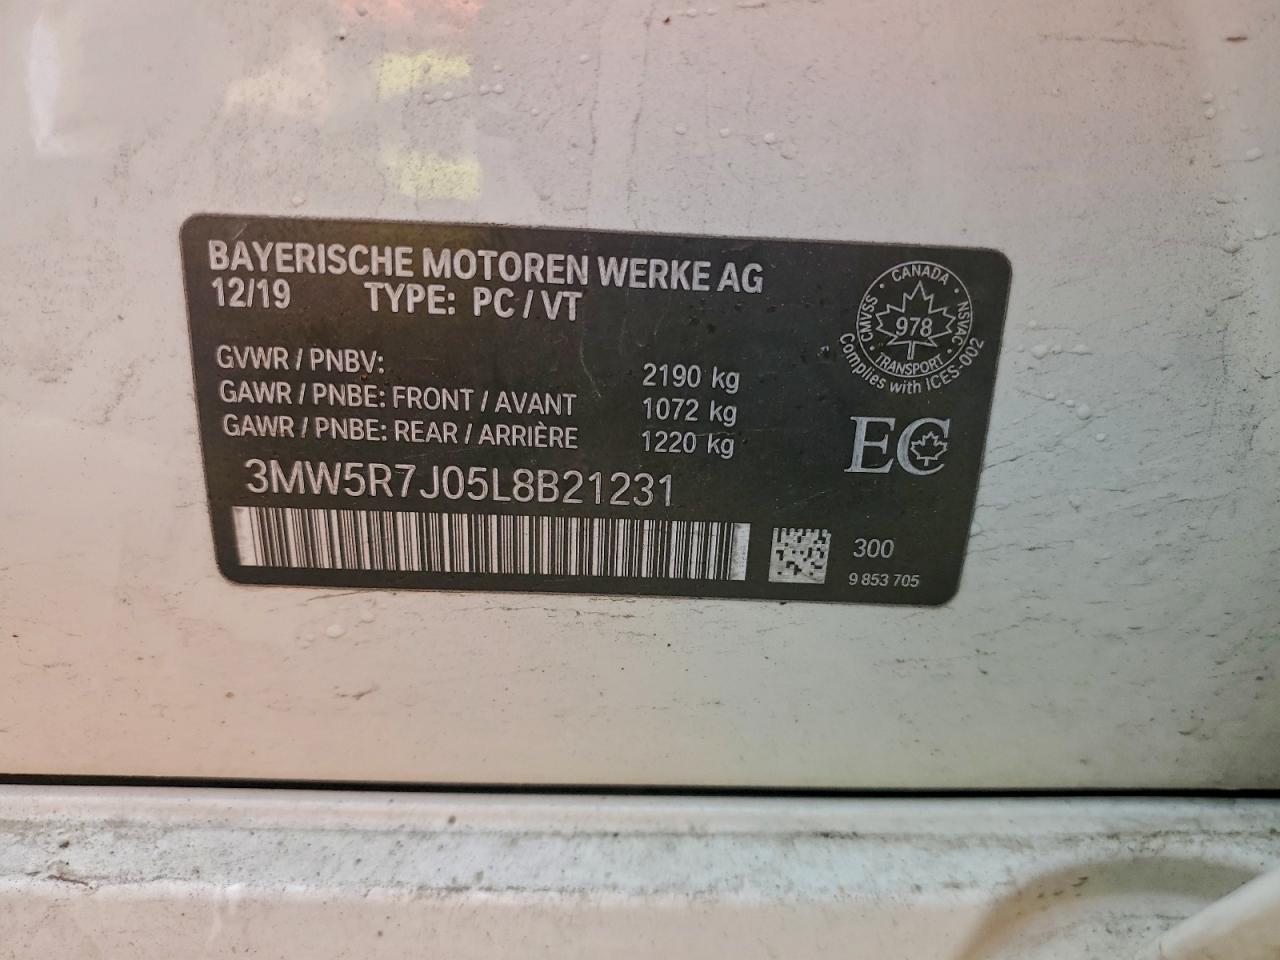 BAYERISCHE MOTOREN WERKE AG
12/19 TYPE: PC / VT
GVWR / PNBV: 2190 kg
GAWR / PNBE: FRONT / AVANT 1072 kg
GAWR / PNBE: REAR / ARRIÈRE 1220 kg
3MW5R7J05L8B21231
CANADA
CMVSS • NSVAC
978
TRANSPORT
Complies with ICES-002
EC
300
9 853 705